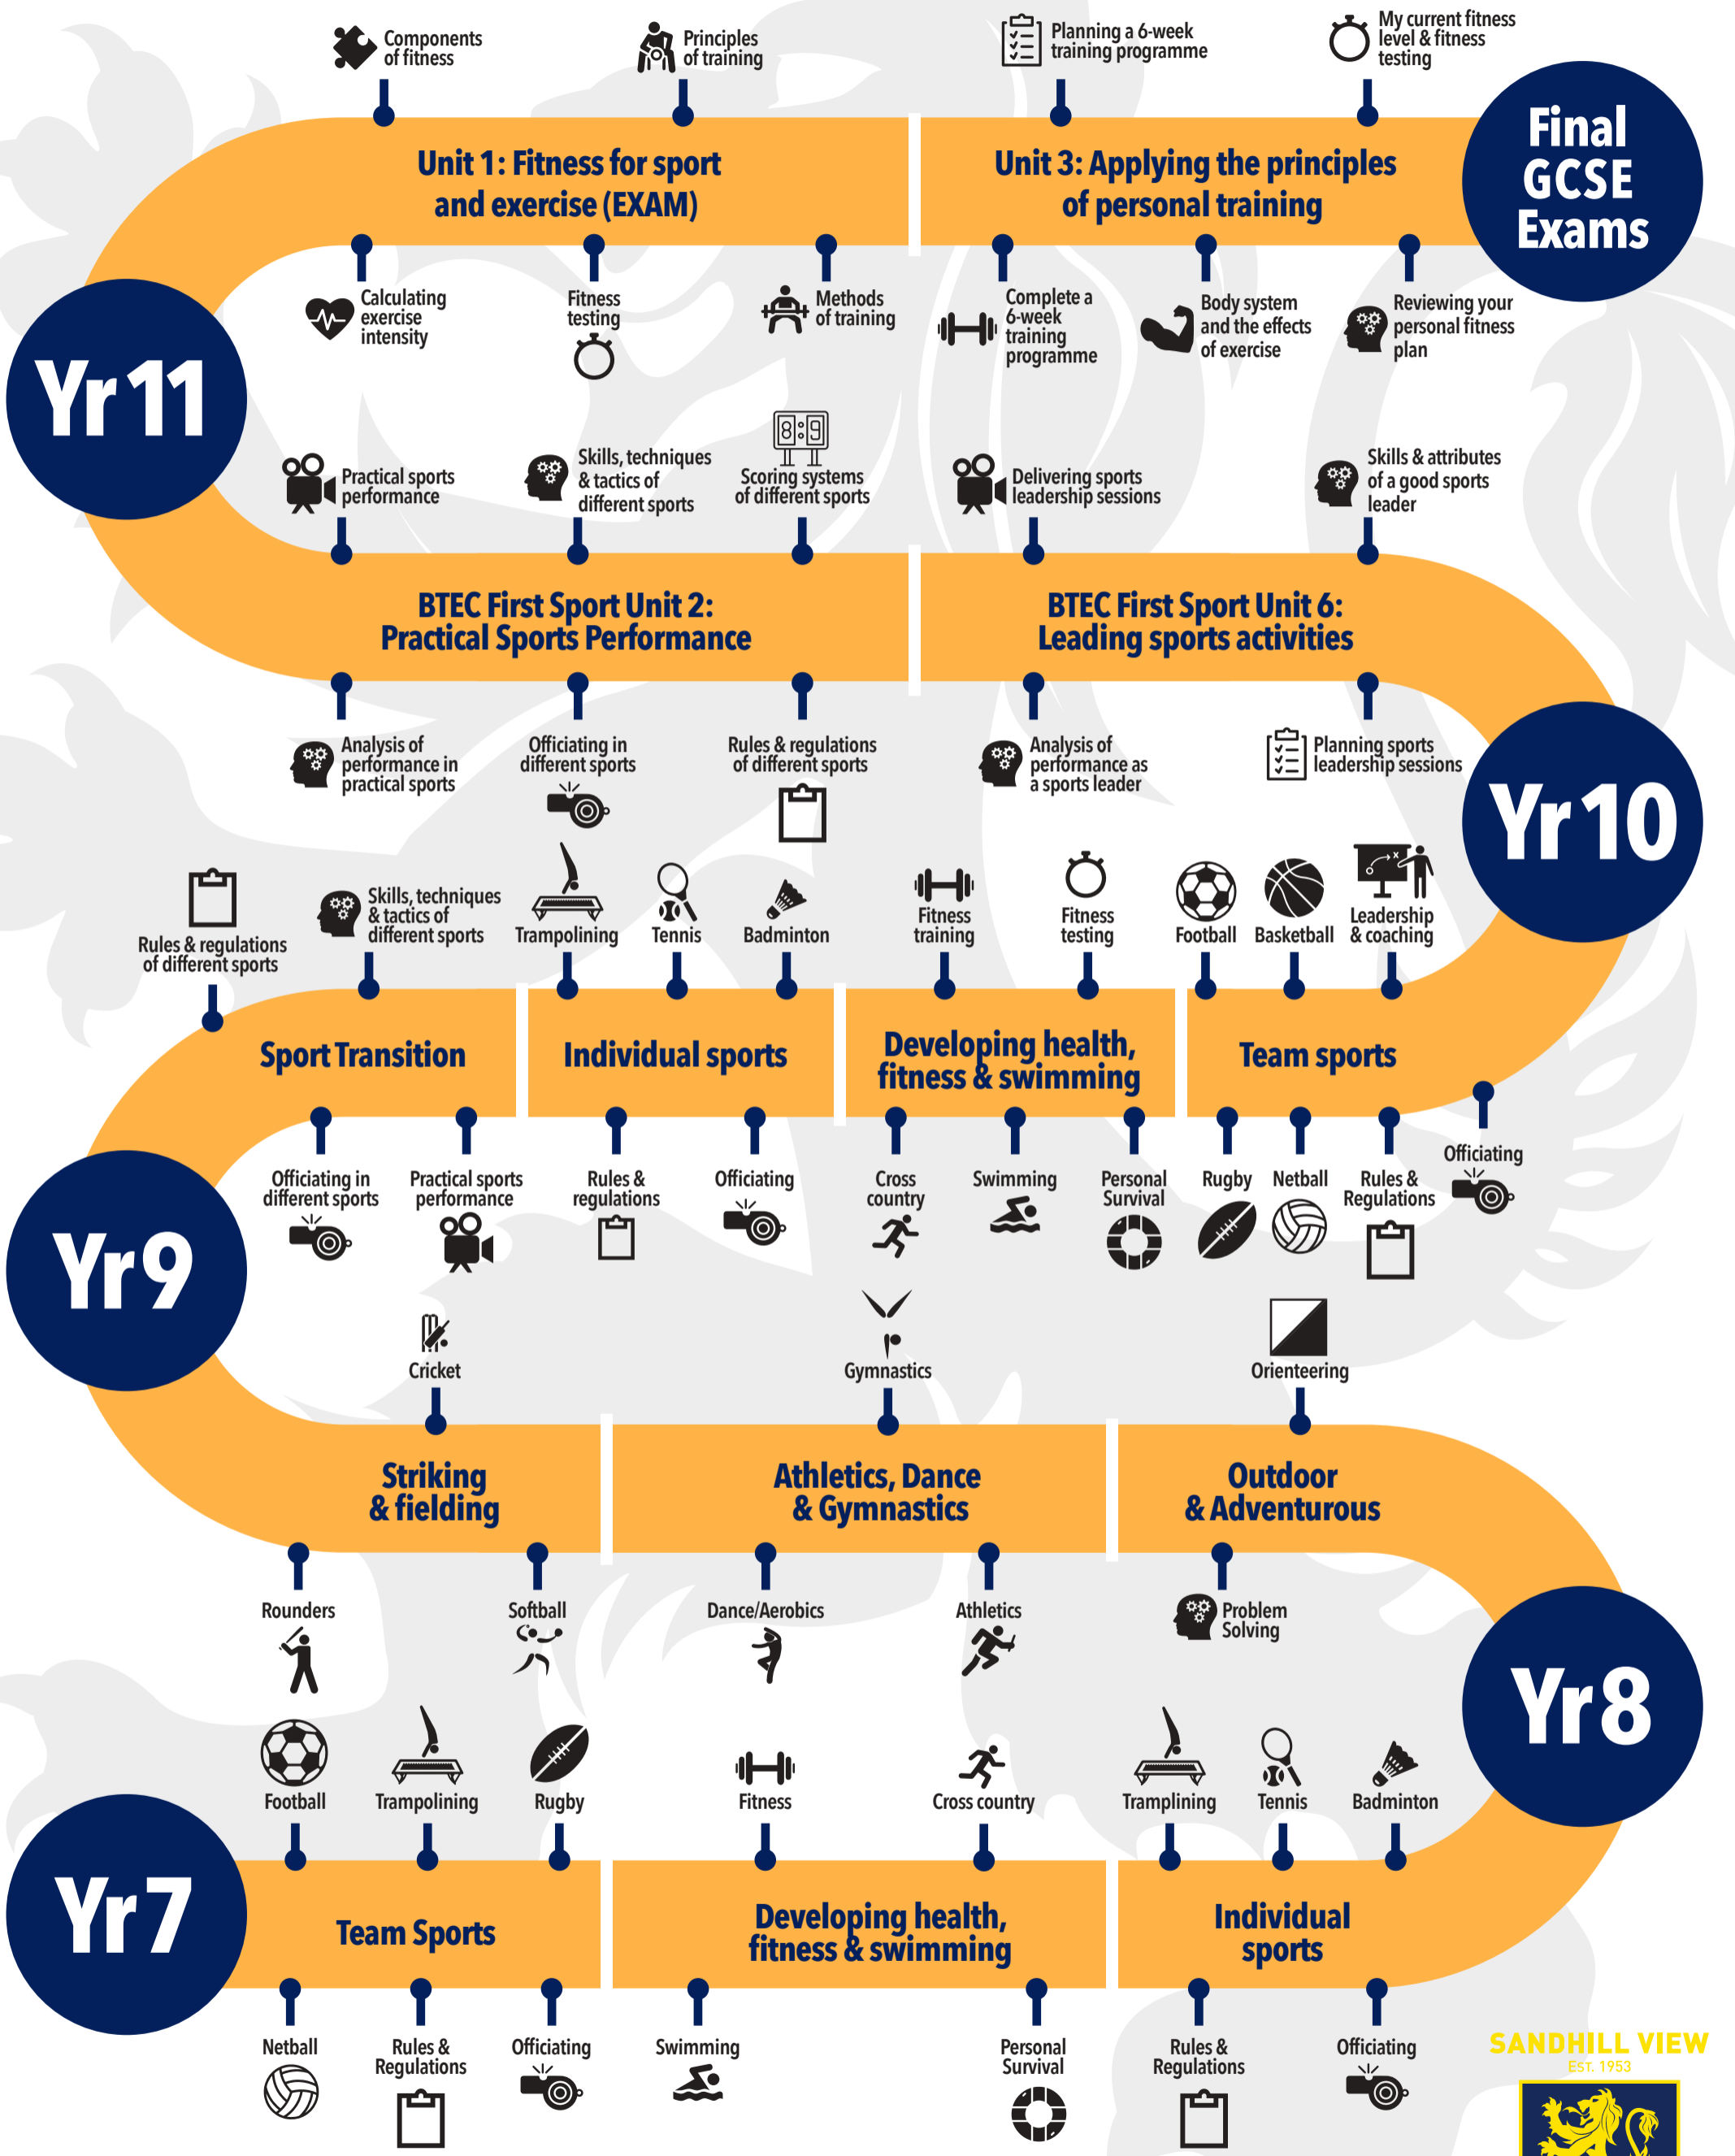 Components
of fitness
Principles
of training
Planning a 6-week
training programme
My current fitness
level & fitness
testing
Final
GCSE
Exams
Unit 1: Fitness for sport
and exercise (EXAM)
Unit 3: Applying the principles
of personal training
Calculating
exercise
intensity
Fitness
testing
Methods
of training
Complete a
6-week
training
programme
Body system
and the effects
of exercise
Reviewing your
personal fitness
plan
Yr 11
Practical sports
performance
Skills, techniques
& tactics of
different sports
8:9
Scoring systems
of different sports
Delivering sports
leadership sessions
Skills & attributes
of a good sports
leader
BTEC First Sport Unit 2:
Practical Sports Performance
BTEC First Sport Unit 6:
Leading sports activities
Analysis of
performance in
practical sports
Officiating in
different sports
Rules & regulations
of different sports
Analysis of
performance as
a sports leader
Planning sports
leadership sessions
Yr 10
Rules & regulations
of different sports
Skills, techniques
& tactics of
different sports
Trampolining
Tennis
Badminton
Fitness
training
Fitness
testing
Football
Basketball
Leadership
& coaching
Sport Transition
Individual sports
Developing health,
fitness & swimming
Team sports
Officiating in
different sports
Practical sports
performance
Rules &
regulations
Officiating
Cross
country
Swimming
Personal
Survival
Rugby
Netball
Rules &
Regulations
Officiating
Yr 9
Cricket
Gymnastics
Orienteering
Striking
& fielding
Athletics, Dance
& Gymnastics
Outdoor
& Adventurous
Rounders
Softball
Dance/Aerobics
Athletics
Problem
Solving
Yr 8
Football
Trampolining
Rugby
Fitness
Cross country
Tramplining
Tennis
Badminton
Yr 7
Team Sports
Developing health,
fitness & swimming
Individual
sports
Netball
Rules &
Regulations
Officiating
Swimming
Personal
Survival
Rules &
Regulations
Officiating
SANDHILL VIEW
EST. 1953